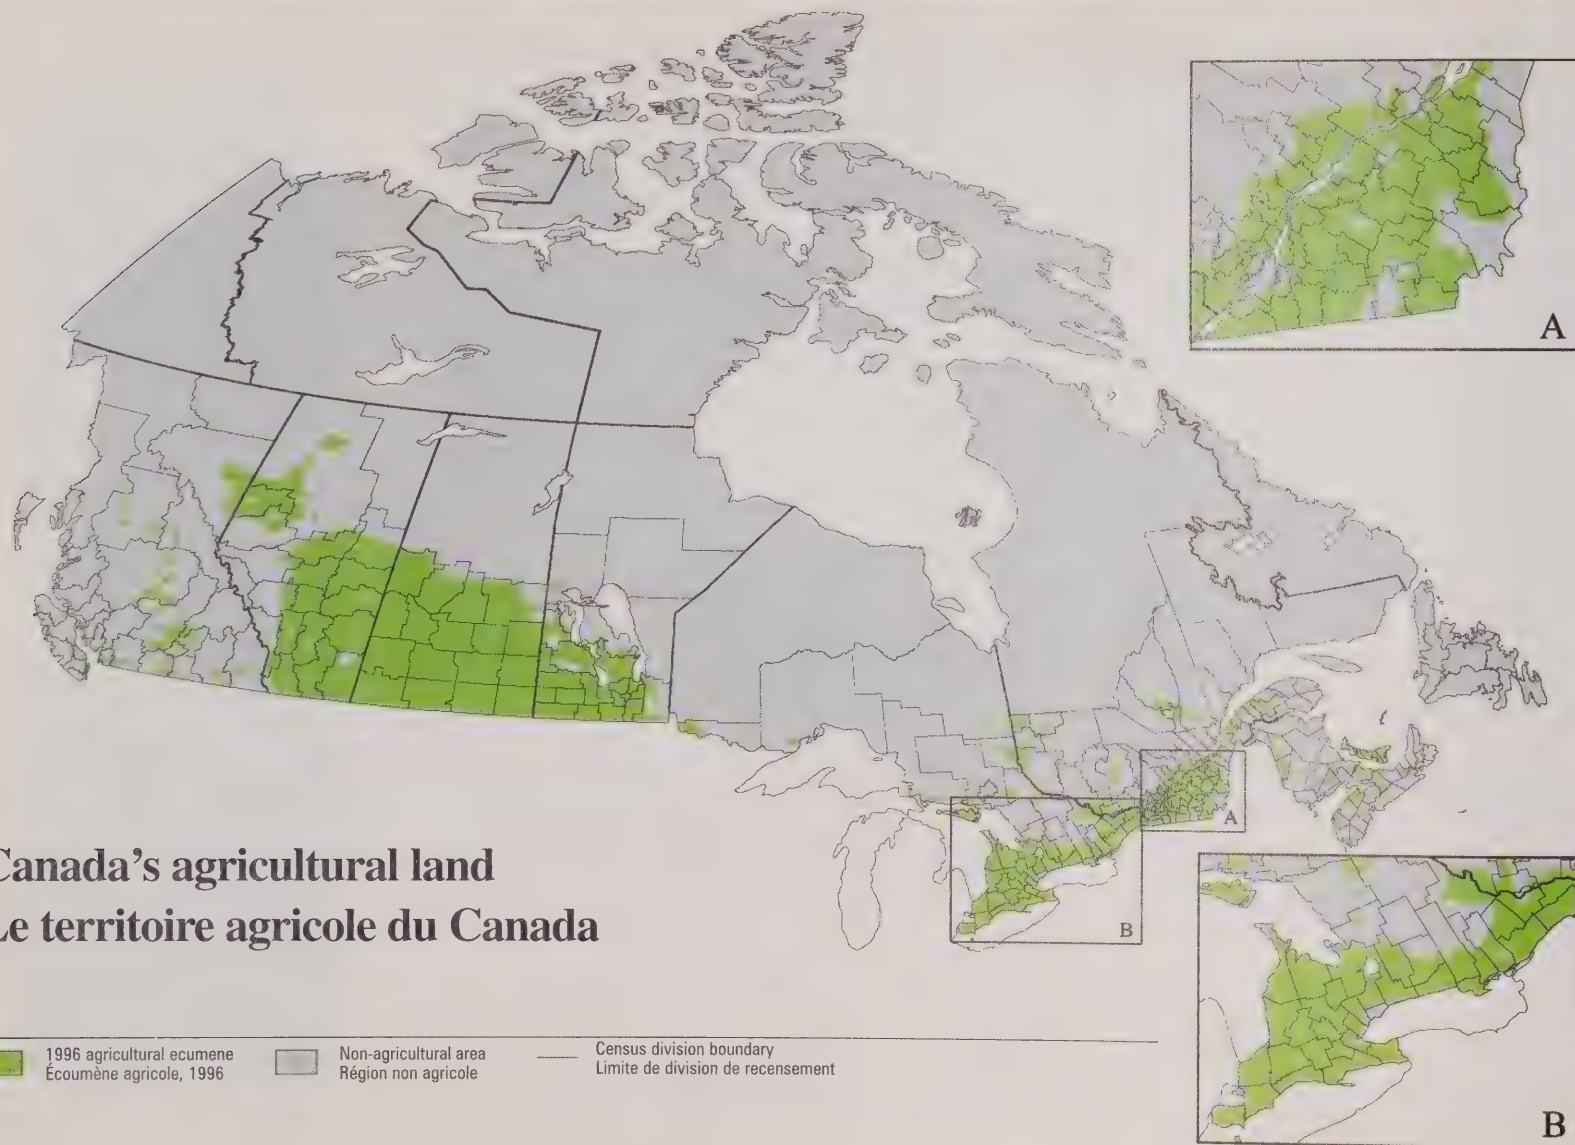 A
A
B
Canada's agricultural land
Le territoire agricole du Canada
1996 agricultural ecumene
Écoumène agricole, 1996
Non-agricultural area
Région non agricole
Census division boundary
Limite de division de recensement
B